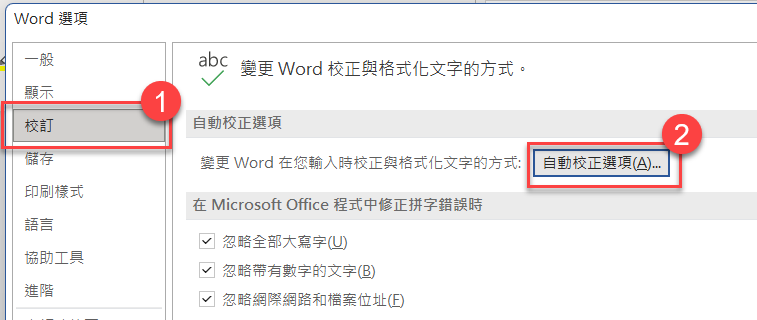 Word 選項
一般
顯示
校訂
儲存
印刷樣式
語言
協助工具
進階
abc
變更 Word 校正與格式化文字的方式。
自動校正選項
變更 Word 在您輸入時校正與格式化文字的方式: 自動校正選項(A)...
在 Microsoft Office 程式中修正拼字錯誤時
忽略全部大寫字(U)
忽略帶有數字的文字(B)
忽略網際網路和檔案位址(F)
1
2